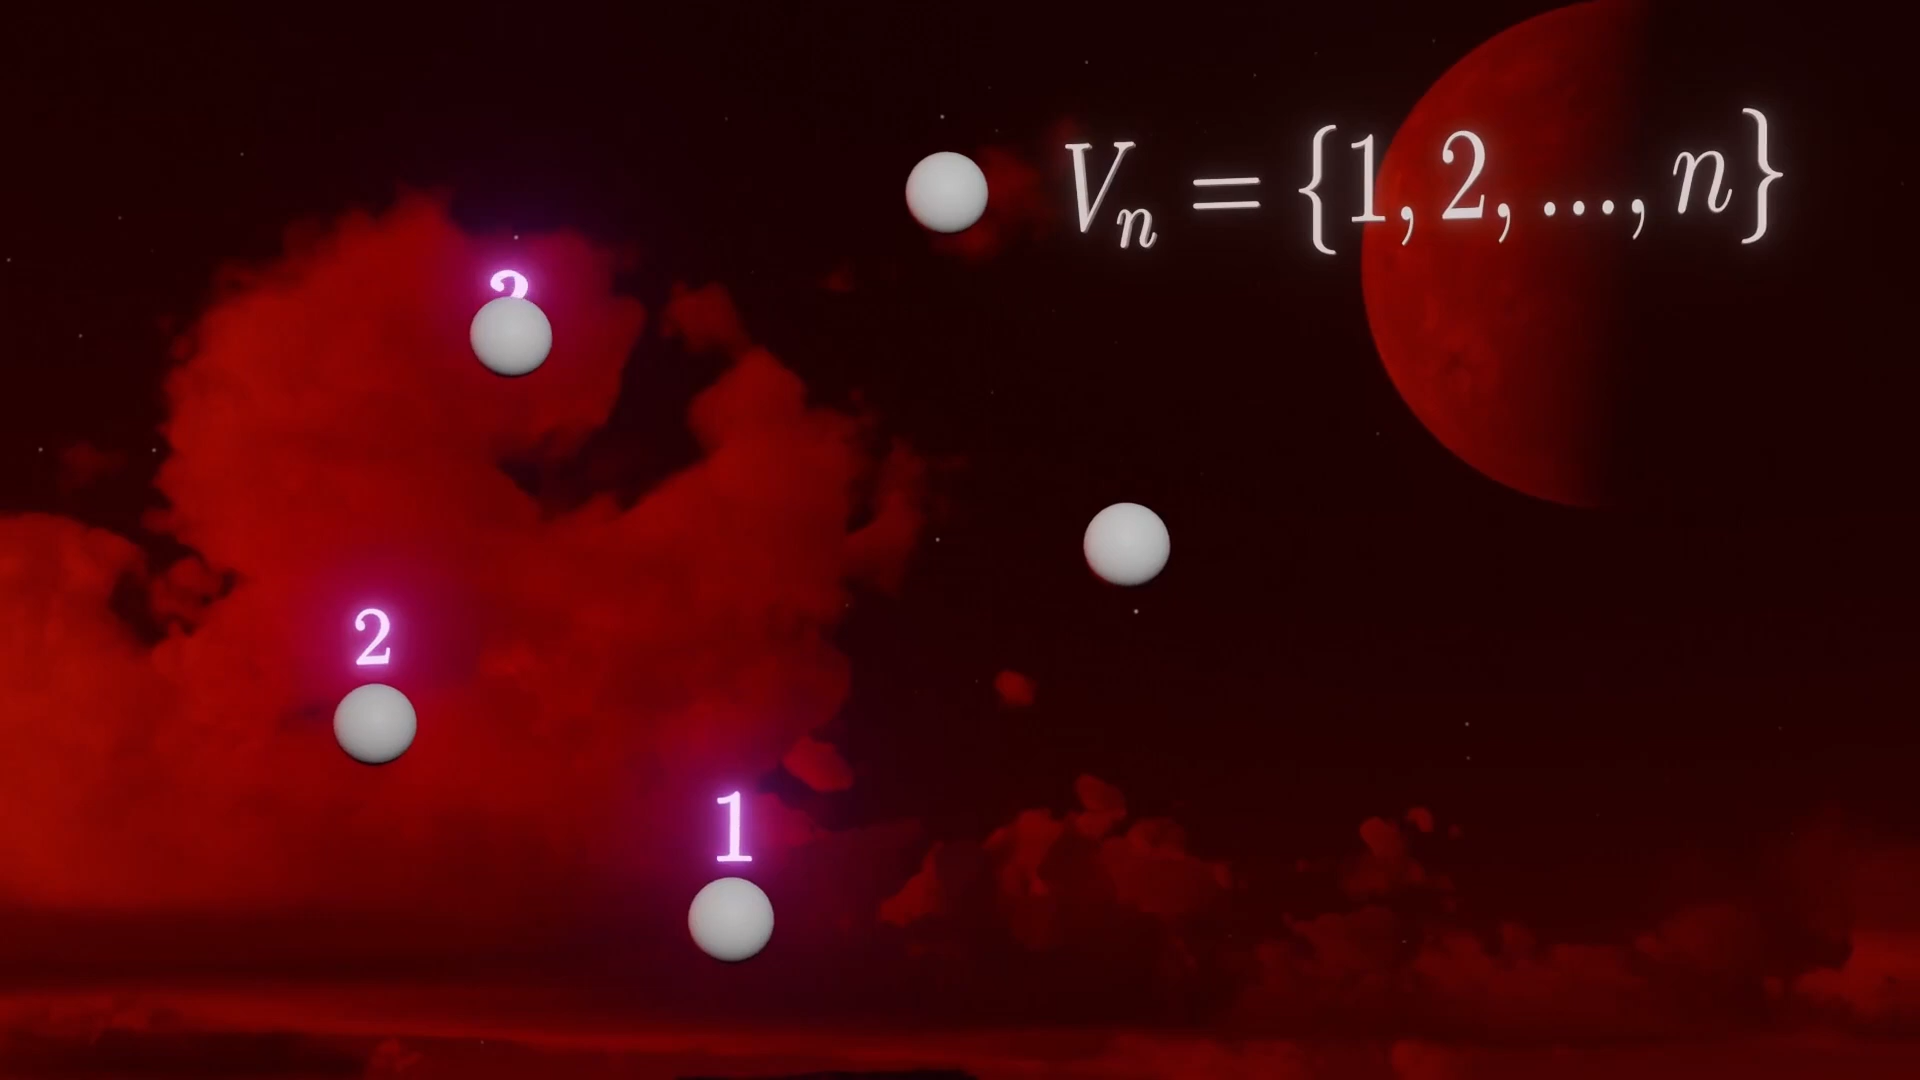 V_n = {1, 2, ..., n}
2
1